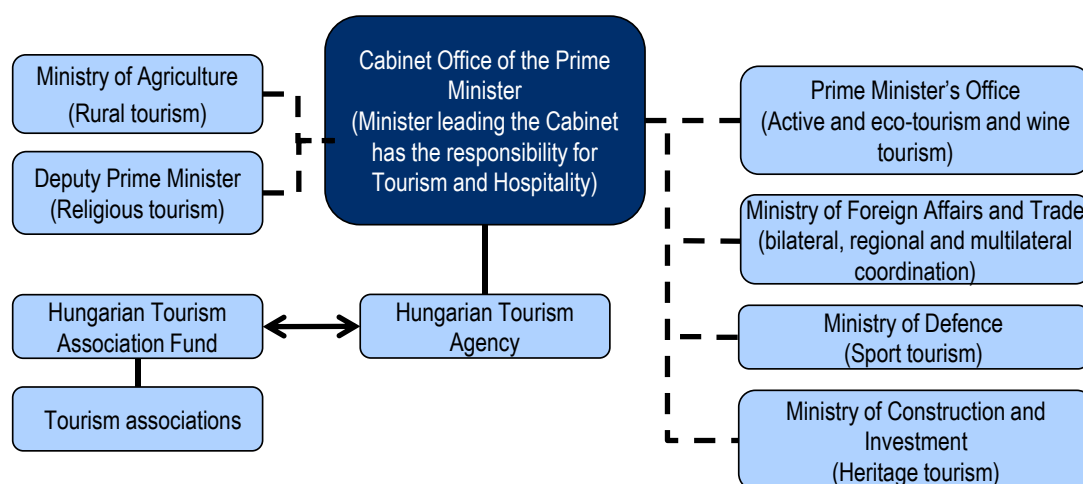 Ministry of Agriculture
(Rural tourism)
Deputy Prime Minister
(Religious tourism)
Cabinet Office of the Prime
Minister
(Minister leading the Cabinet
has the responsibility for
Tourism and Hospitality)
Prime Minister’s Office
(Active and eco-tourism and wine
tourism)
Ministry of Foreign Affairs and Trade
(bilateral, regional and multilateral
coordination)
Ministry of Defence
(Sport tourism)
Ministry of Construction and
Investment
(Heritage tourism)
Hungarian Tourism
Association Fund
Hungarian Tourism
Agency
Tourism associations